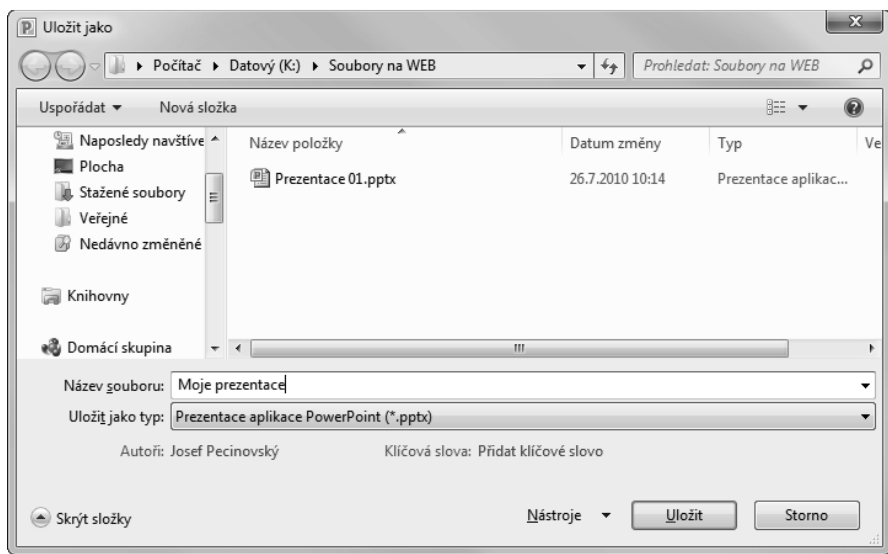 Uložit jako
Počítač Datový (K:) Soubory na WEB Prohledat: Soubory na WEB
Uspořádat Nová složka
Naposledy navštíve Název položky Datum změny Typ Ve
Plocha
Prezentace 01.pptx 26.7.2010 10:14 Prezentace aplikac...
Stažené soubory
Veřejné
Nedávno změněné
Knihovny
Domácí skupina
Název souboru: Moje prezentace
Uložit jako typ: Prezentace aplikace PowerPoint (*.pptx)
Autoři: Josef Pecinovský Klíčová slova: Přidat klíčové slovo
Skrýt složky Nástroje Uložit Storno